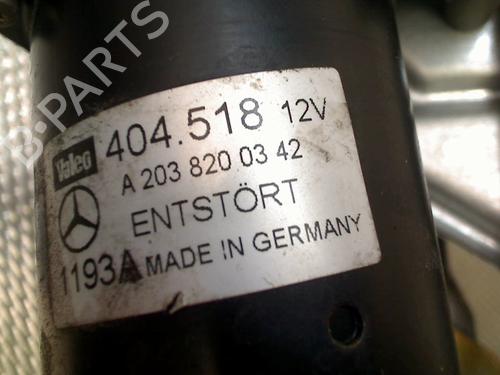 Valeo 404.518 12V
A 203 820 03 42
ENTSTÖRT
1193A MADE IN GERMANY
B-PARTS